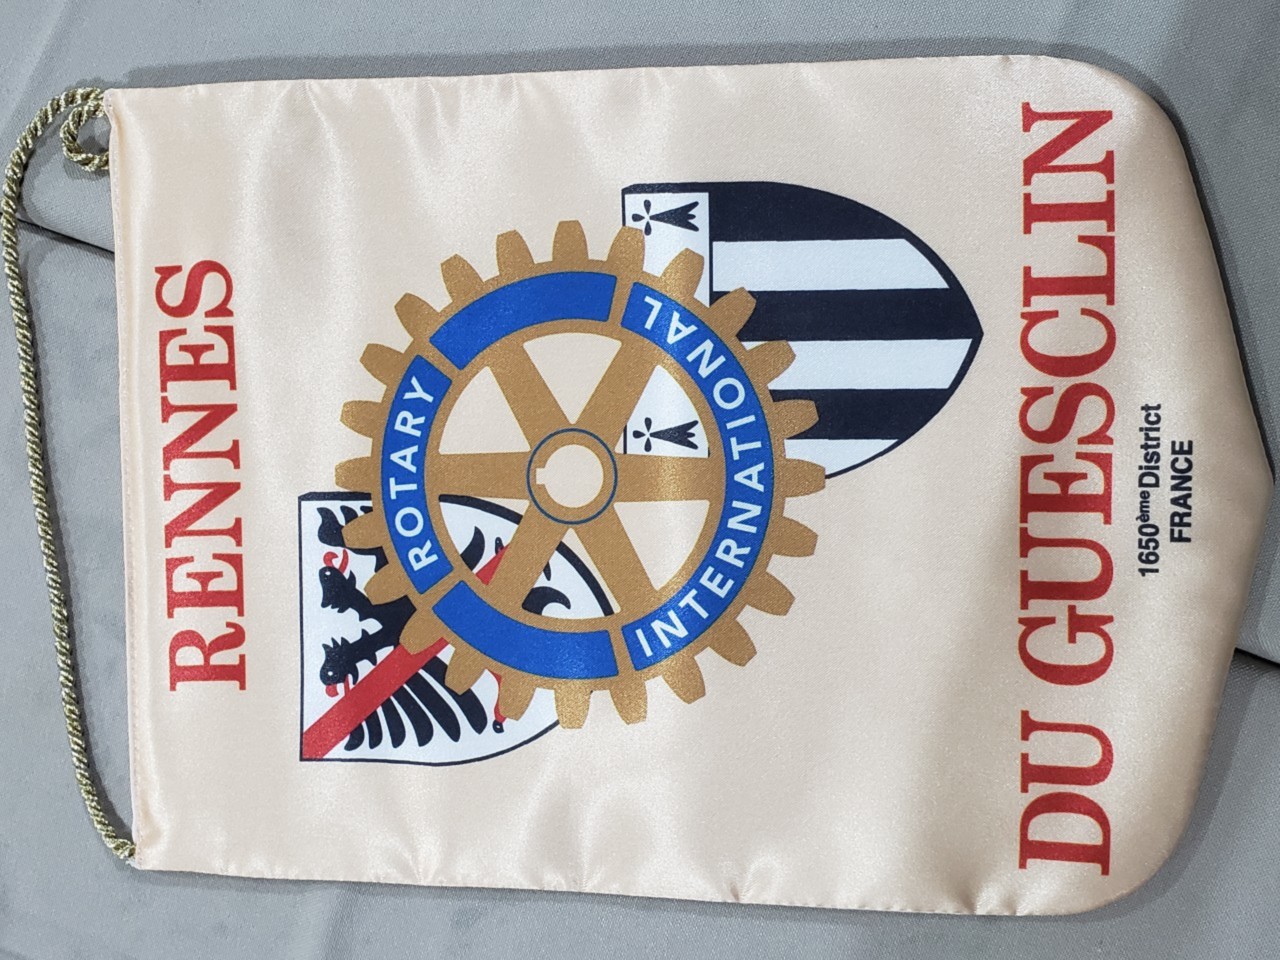 RENNES
ROTARY
INTERNATIONAL
DU GUESCLIN
1650ème District
FRANCE